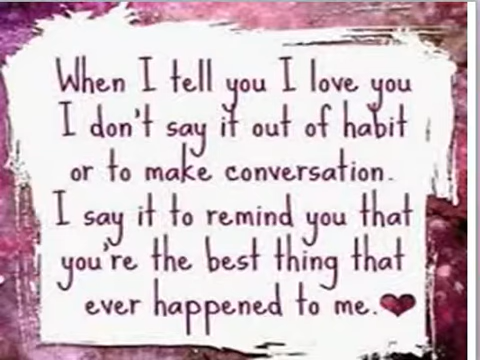 When I tell you I love you
I don't say it out of habit
or to make conversation.
I say it to remind you that
you're the best thing that
ever happened to me.